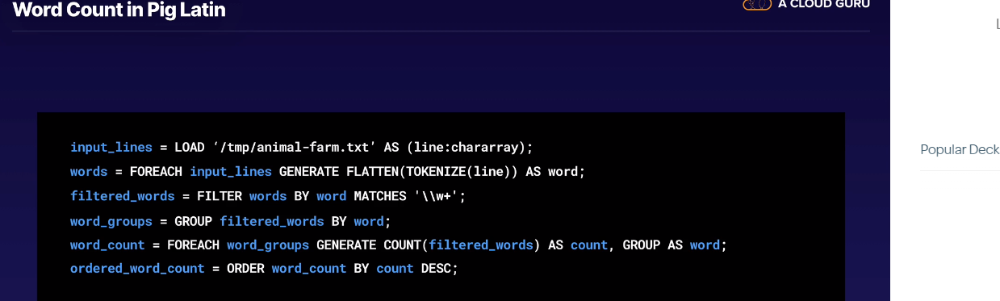 Word Count in Pig Latin
A CLOUD GURU
input_lines = LOAD ‘/tmp/animal-farm.txt’ AS (line:chararray);
words = FOREACH input_lines GENERATE FLATTEN(TOKENIZE(line)) AS word;
filtered_words = FILTER words BY word MATCHES '\\w+';
word_groups = GROUP filtered_words BY word;
word_count = FOREACH word_groups GENERATE COUNT(filtered_words) AS count, GROUP AS word;
ordered_word_count = ORDER word_count BY count DESC;
Popular Deck